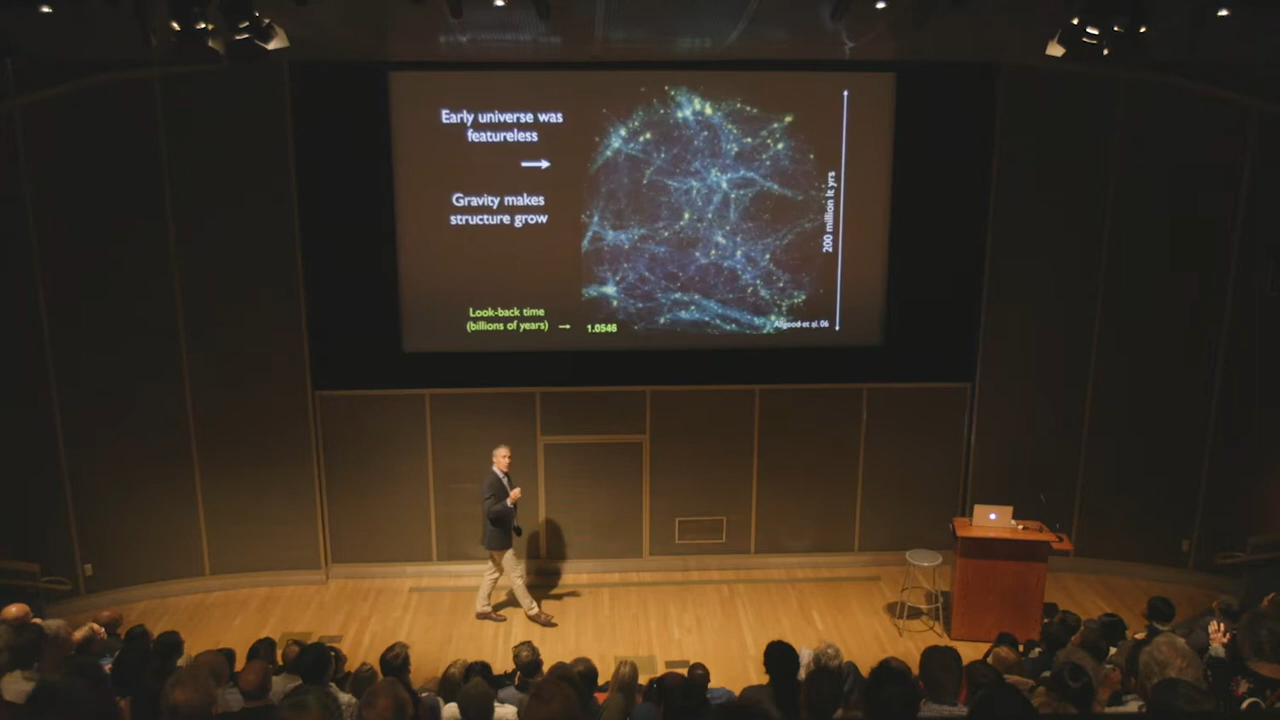 Early universe was
featureless
Gravity makes
structure grow
200 million lt yrs
Look-back time
(billions of years)
1.0546
Allgood et al. 06